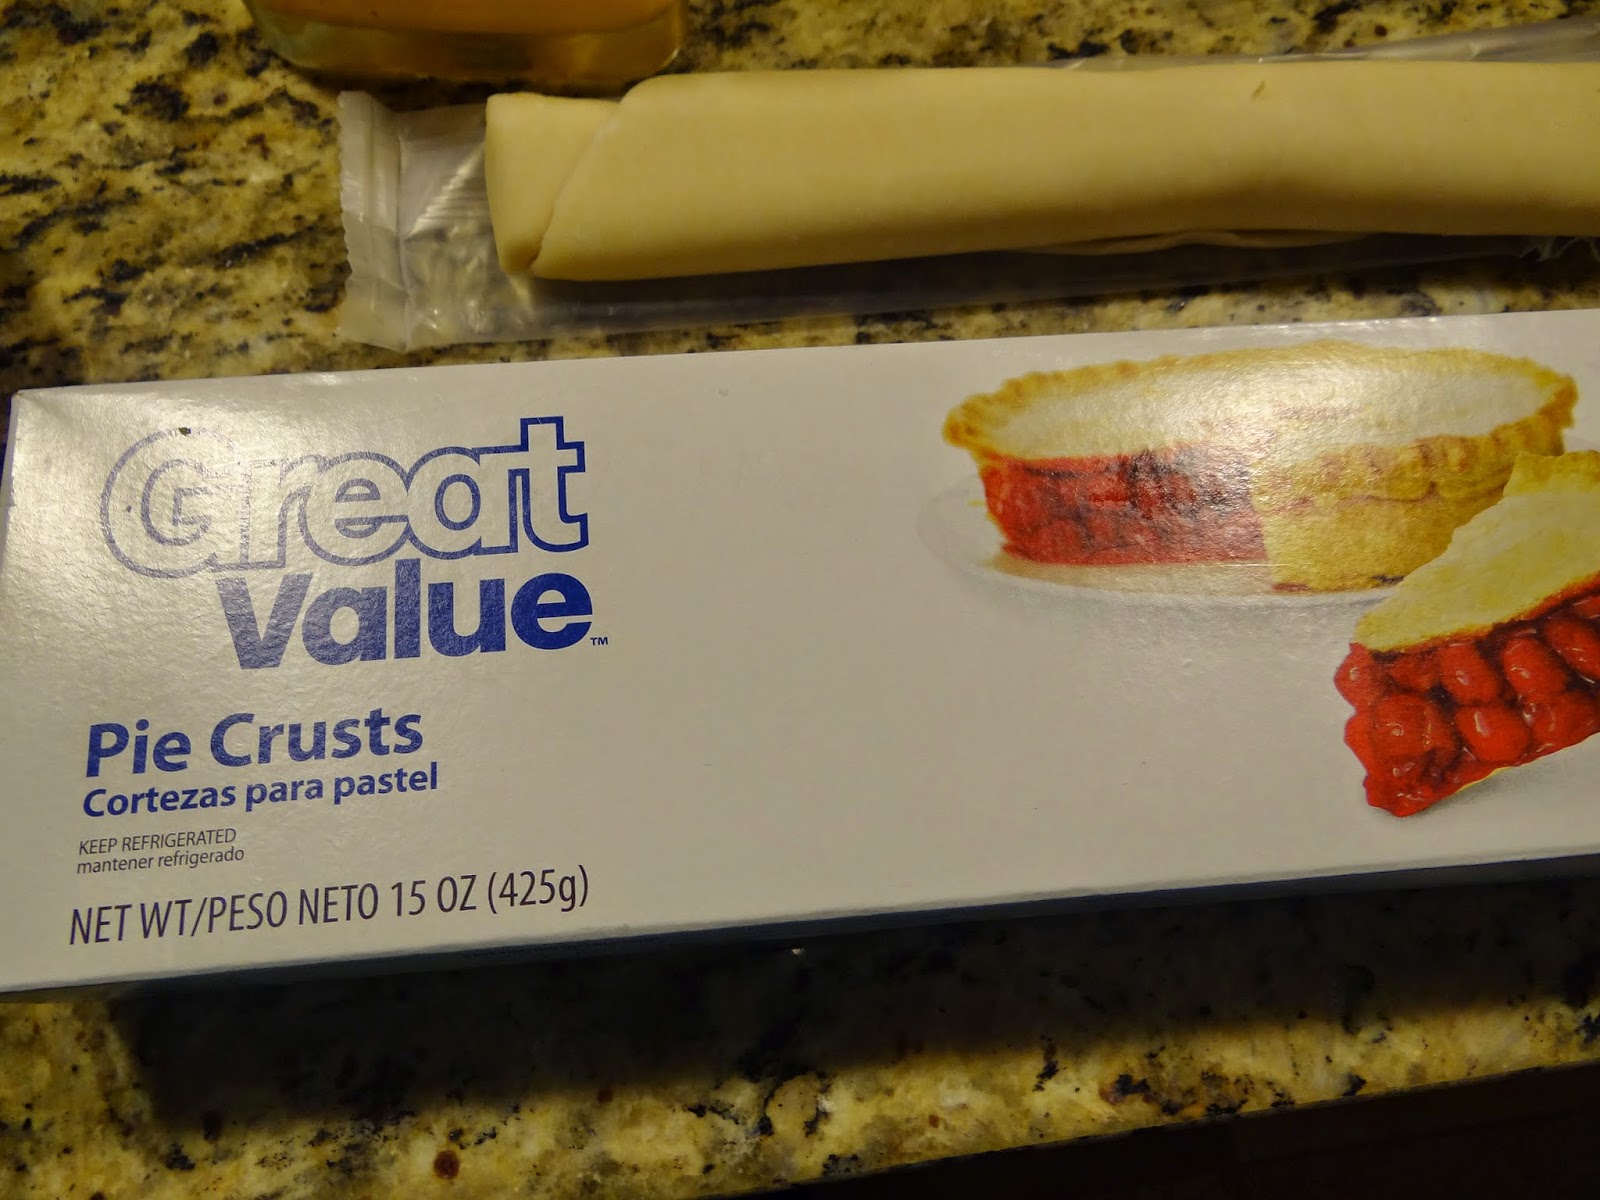 Great
Value™
Pie Crusts
Cortezas para pastel
KEEP REFRIGERATED
mantener refrigerado
NET WT/PESO NETO 15 OZ (425g)